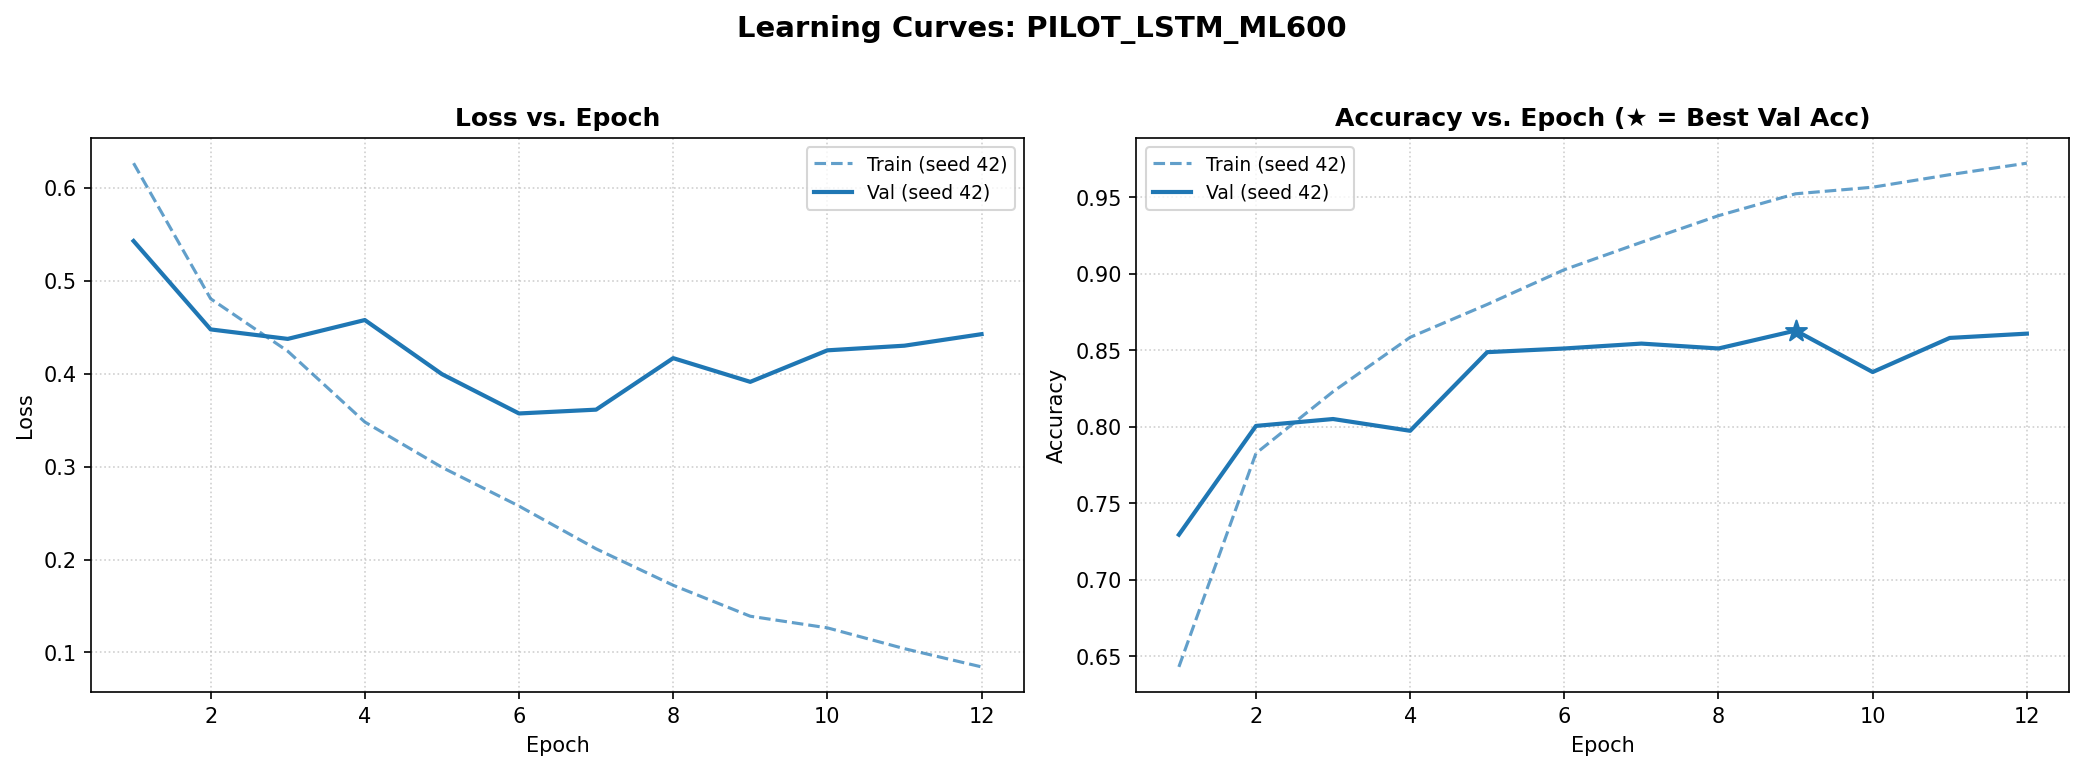 Learning Curves: PILOT_LSTM_ML600
Loss vs. Epoch
Train (seed 42)
Val (seed 42)
0.6
0.5
0.4
0.3
0.2
0.1
Loss
2 4 6 8 10 12
Epoch
Accuracy vs. Epoch (★ = Best Val Acc)
Train (seed 42)
Val (seed 42)
0.95
0.90
0.85
0.80
0.75
0.70
0.65
Accuracy
2 4 6 8 10 12
Epoch